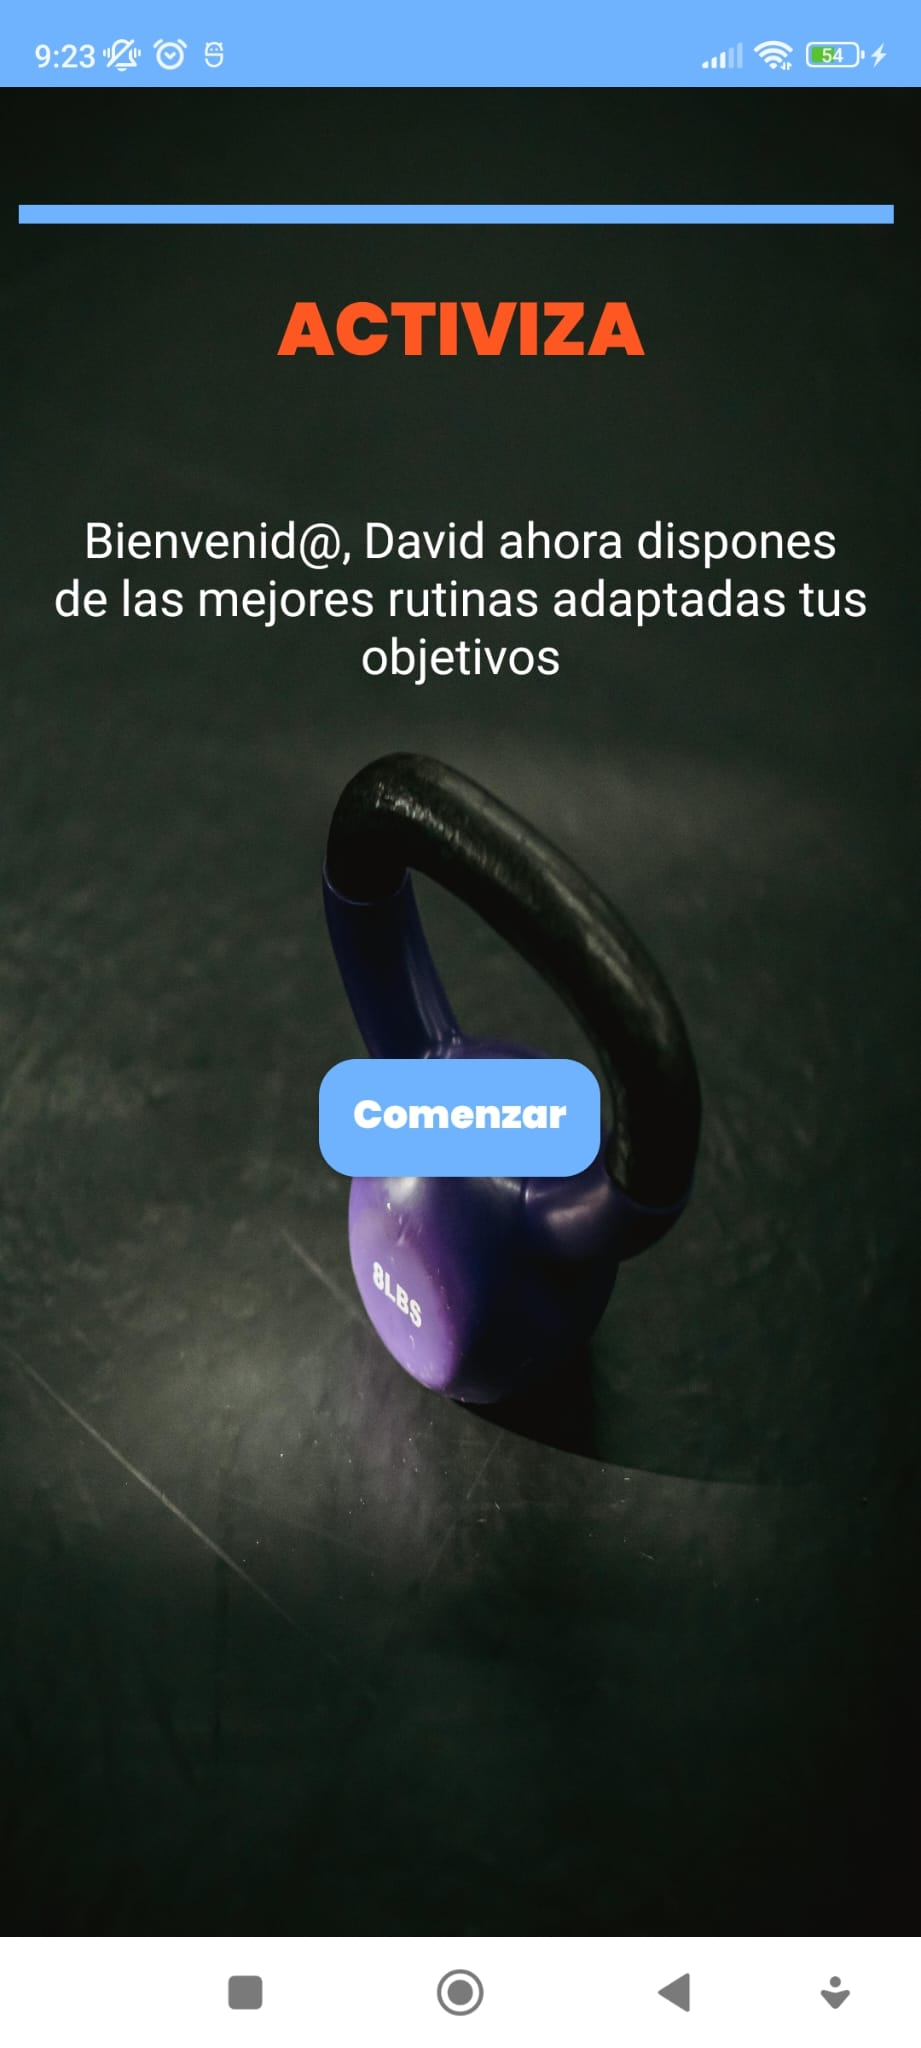 9:23
54
ACTIVIZA
Bienvenid@, David ahora dispones
de las mejores rutinas adaptadas tus
objetivos
Comenzar
8LBS